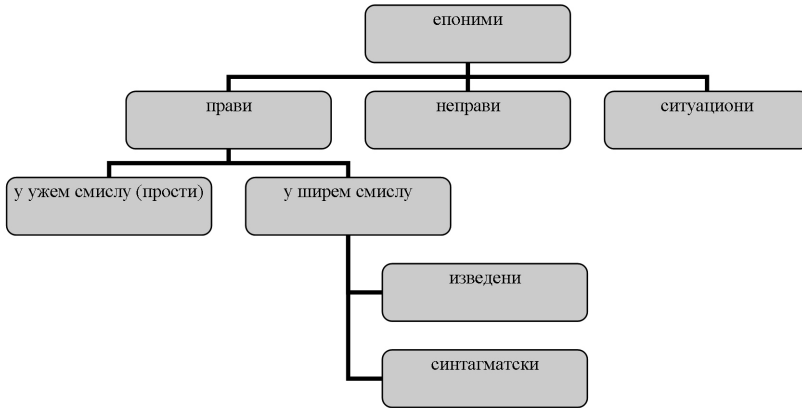 епоними
прави
неправи
ситуациони
у ужем смислу (прости)
у ширем смислу
изведени
синтагматски